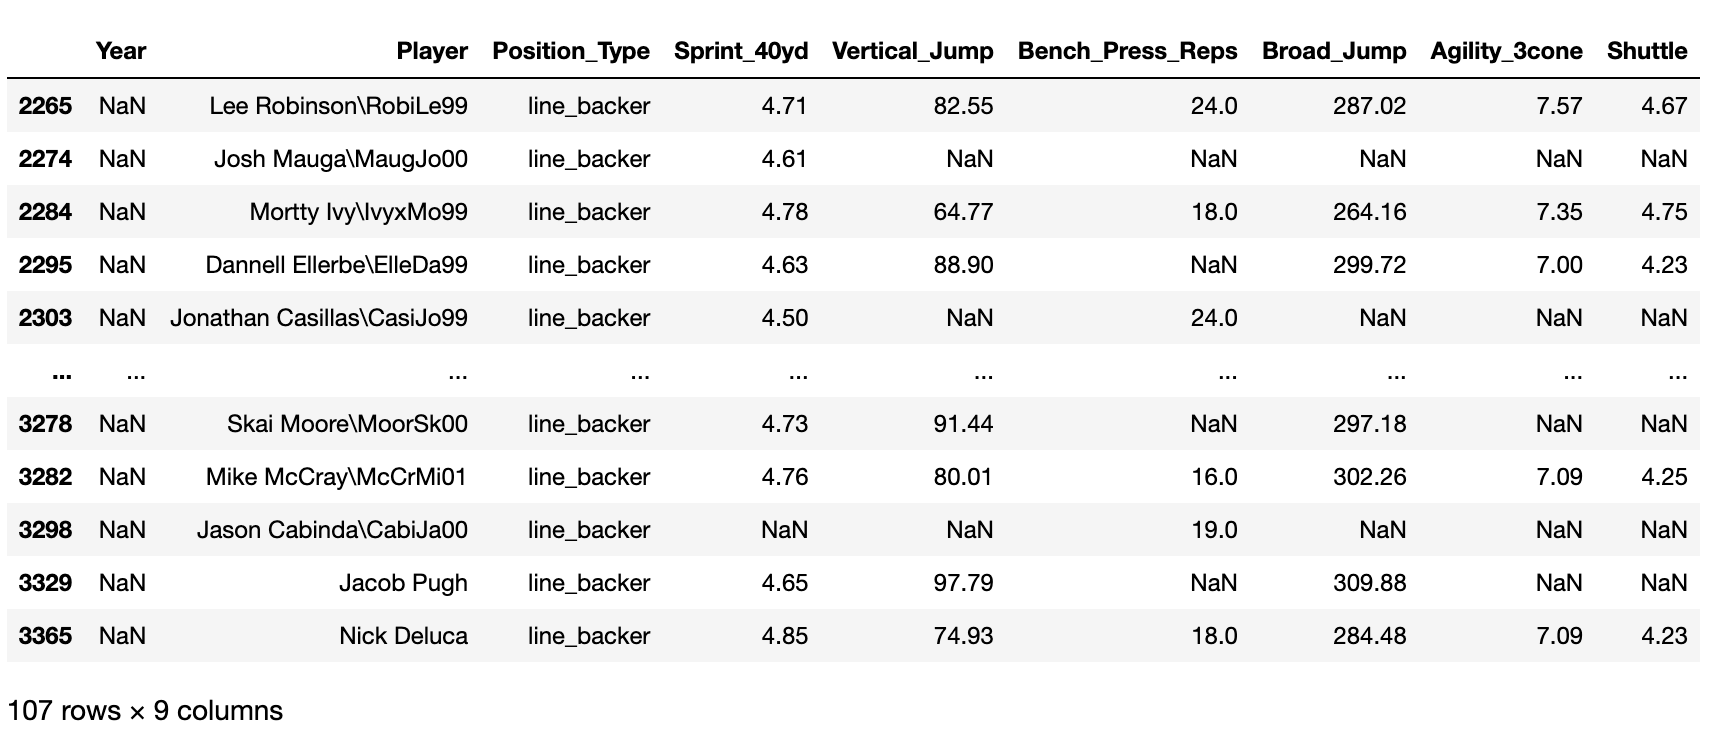 Year Player Position_Type Sprint_40yd Vertical_Jump Bench_Press_Reps Broad_Jump Agility_3cone Shuttle
2265 NaN Lee Robinson\RobiLe99 line_backer 4.71 82.55 24.0 287.02 7.57 4.67
2274 NaN Josh Mauga\MaugJo00 line_backer 4.61 NaN NaN NaN NaN NaN
2284 NaN Mortty Ivy\IvyxMo99 line_backer 4.78 64.77 18.0 264.16 7.35 4.75
2295 NaN Dannell Ellerbe\ElleDa99 line_backer 4.63 88.90 NaN 299.72 7.00 4.23
2303 NaN Jonathan Casillas\CasiJo99 line_backer 4.50 NaN 24.0 NaN NaN NaN
... ... ... ... ... ... ... ... ... ...
3278 NaN Skai Moore\MoorSk00 line_backer 4.73 91.44 NaN 297.18 NaN NaN
3282 NaN Mike McCray\McCrMi01 line_backer 4.76 80.01 16.0 302.26 7.09 4.25
3298 NaN Jason Cabinda\CabiJa00 line_backer NaN NaN 19.0 NaN NaN NaN
3329 NaN Jacob Pugh line_backer 4.65 97.79 NaN 309.88 NaN NaN
3365 NaN Nick Deluca line_backer 4.85 74.93 18.0 284.48 7.09 4.23
107 rows × 9 columns